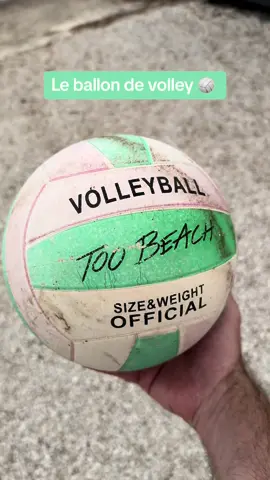 Le ballon de volley 🏐
VOLLEYBALL
TOO BEACH
SIZE&WEIGHT
OFFICIAL